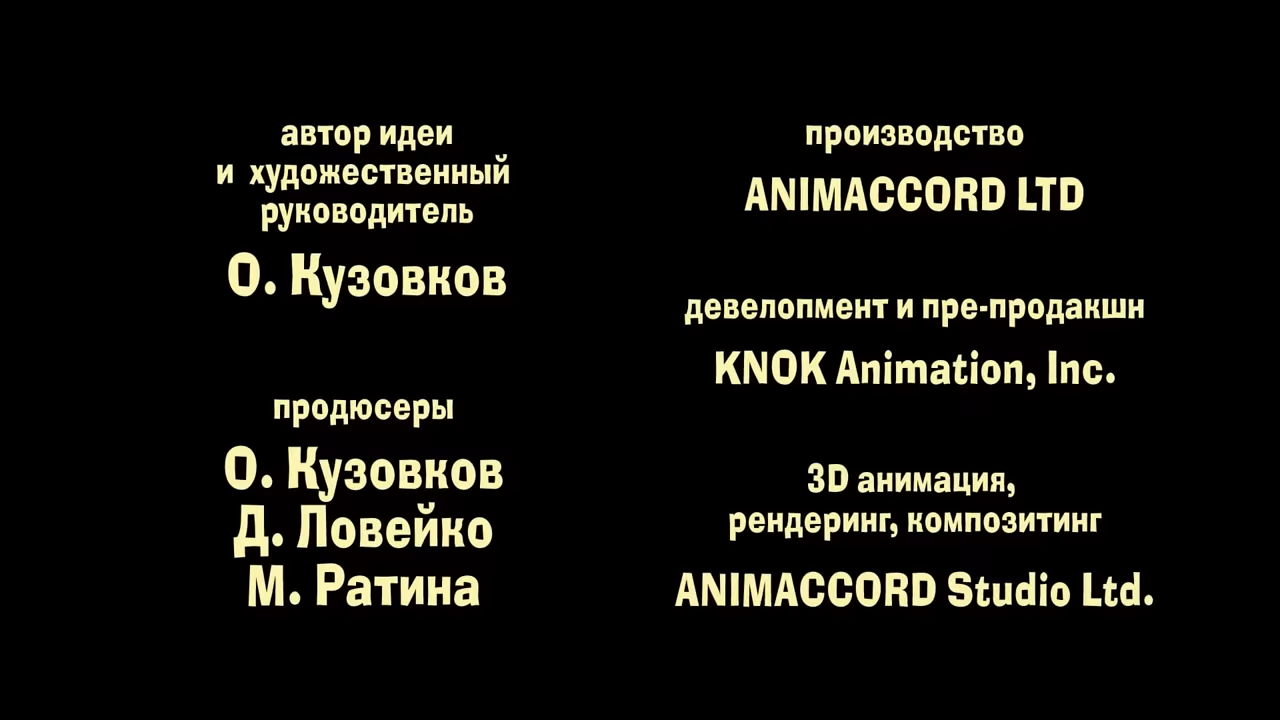 автор идеи
и художественный
руководитель
О. Кузовков
продюсеры
О. Кузовков
Д. Ловейко
М. Ратина
производство
ANIMACCORD LTD
девелопмент и пре-продакшн
KNOK Animation, Inc.
3D анимация,
рендеринг, композитинг
ANIMACCORD Studio Ltd.